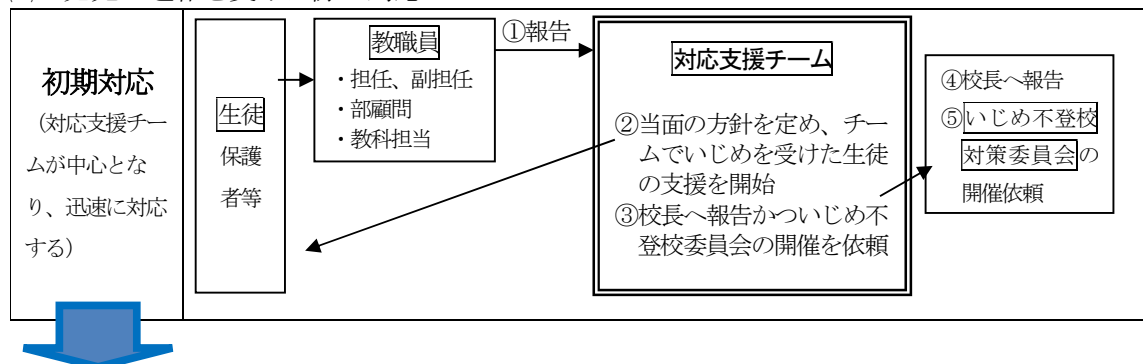 初期対応
（対応支援チー
ムが中心とな
り、迅速に対応
する）
生徒
保護
者等
教職員
・担任、副担任
・部顧問
・教科担当
①報告
対応支援チーム
②当面の方針を定め、チー
ムでいじめを受けた生徒
の支援を開始
③校長へ報告かついじめ不
登校委員会の開催を依頼
④校長へ報告
⑤いじめ不登校
対策委員会の
開催依頼